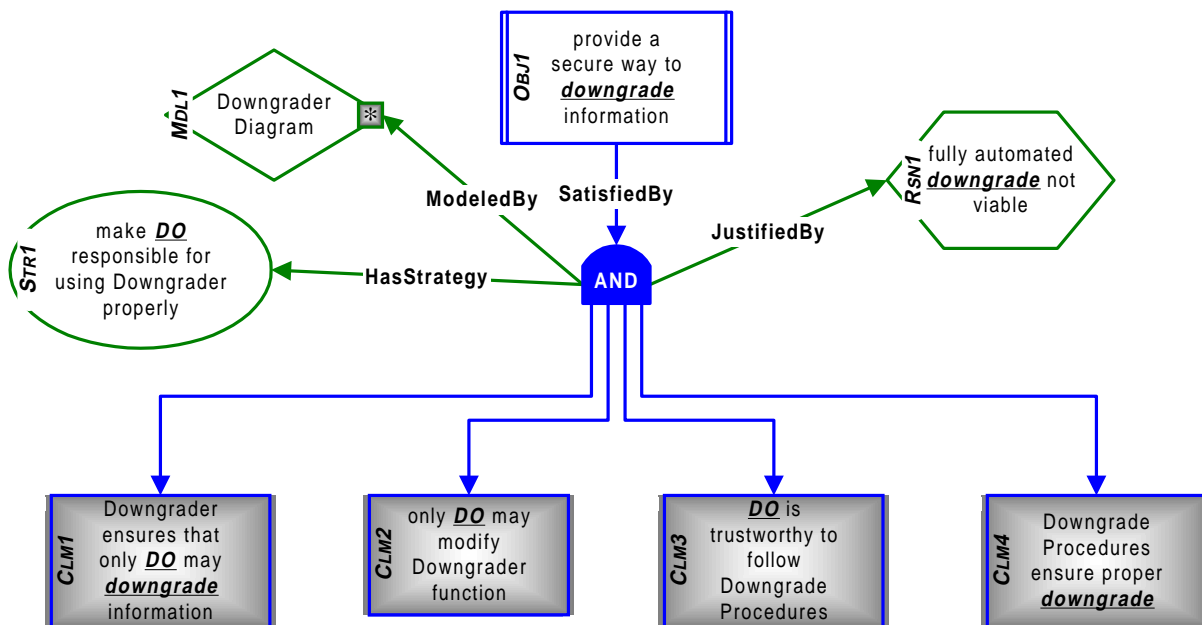 OBJ1
provide a
secure way to
downgrade
information
MDL1
Downgrader
Diagram
*
RSN1
fully automated
downgrade not
viable
ModeledBy
SatisfiedBy
JustifiedBy
STR1
make DO
responsible for
using Downgrader
properly
HasStrategy
AND
CLM1
Downgrader
ensures that
only DO may
downgrade
information
CLM2
only DO may
modify
Downgrader
function
CLM3
DO is
trustworthy to
follow
Downgrade
Procedures
CLM4
Downgrade
Procedures
ensure proper
downgrade